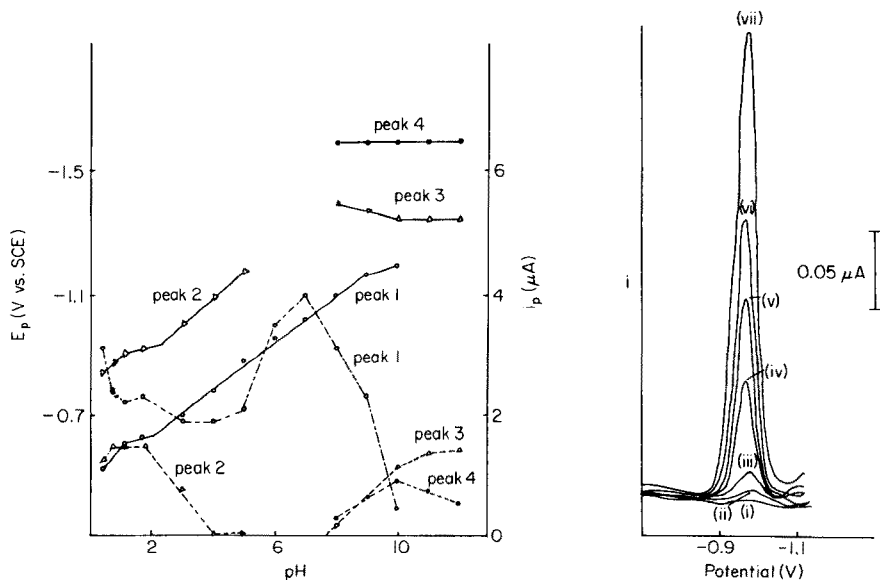 peak 4
peak 3
peak 2
peak 1
peak 1
peak 2
peak 3
peak 4
-1.5
-1.1
-0.7
E_p (V vs. SCE)
2
6
10
pH
6
4
2
0
i_p (μA)
(vii)
(vi)
(v)
(iv)
(iii)
(ii)
(i)
i
0.05 μA
-0.9
-1.1
Potential (V)